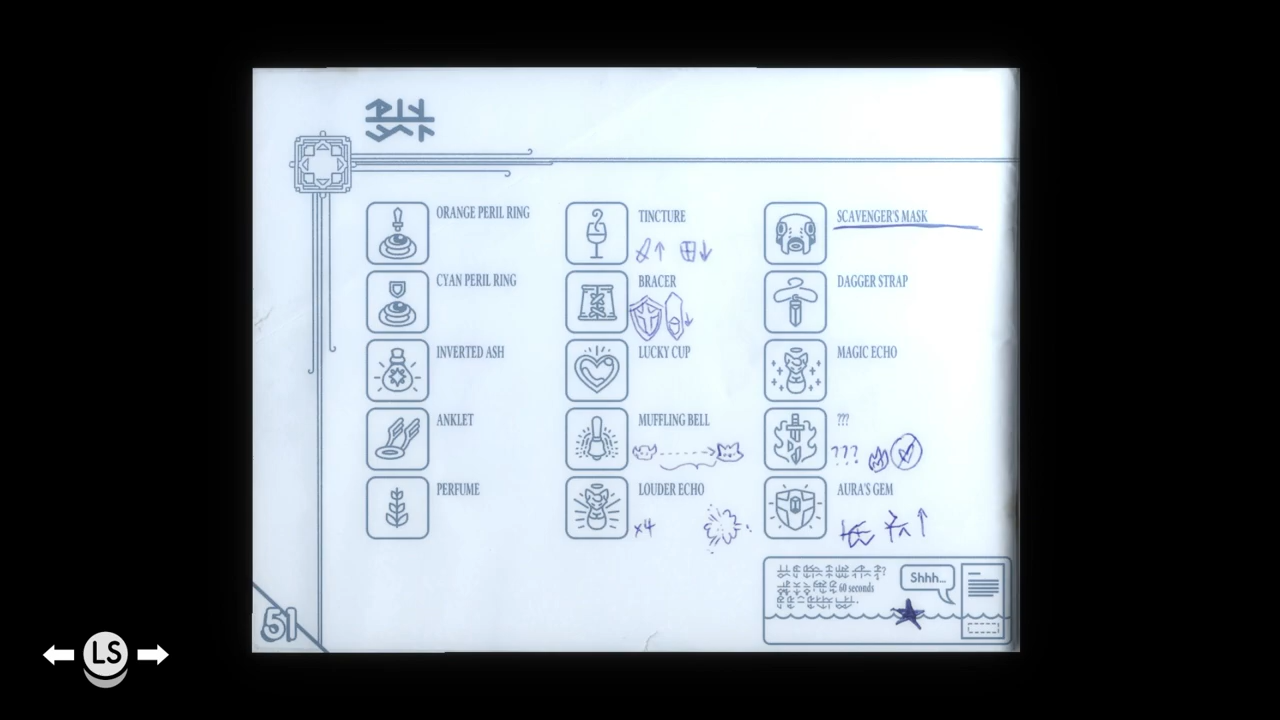 ORANGE PERIL RING
CYAN PERIL RING
INVERTED ASH
ANKLET
PERFUME
TINCTURE
BRACER
LUCKY CUP
MUFFLING BELL
LOUDER ECHO
x4
SCAVENGER'S MASK
DAGGER STRAP
MAGIC ECHO
???
???
AURA'S GEM
60 seconds
Shhh...
51
LS